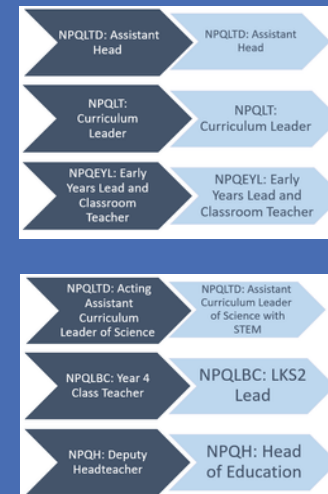 NPQLTD: Assistant
Head
NPQLTD: Assistant
Head
NPQLT:
Curriculum
Leader
NPQLT:
Curriculum Leader
NPQEYL: Early
Years Lead and
Classroom
Teacher
NPQEYL: Early
Years Lead and
Classroom Teacher
NPQLTD: Acting
Assistant
Curriculum
Leader of Science
NPQLTD: Assistant
Curriculum Leader
of Science with
STEM
NPQLBC: Year 4
Class Teacher
NPQLBC: LKS2
Lead
NPQH: Deputy
Headteacher
NPQH: Head
of Education